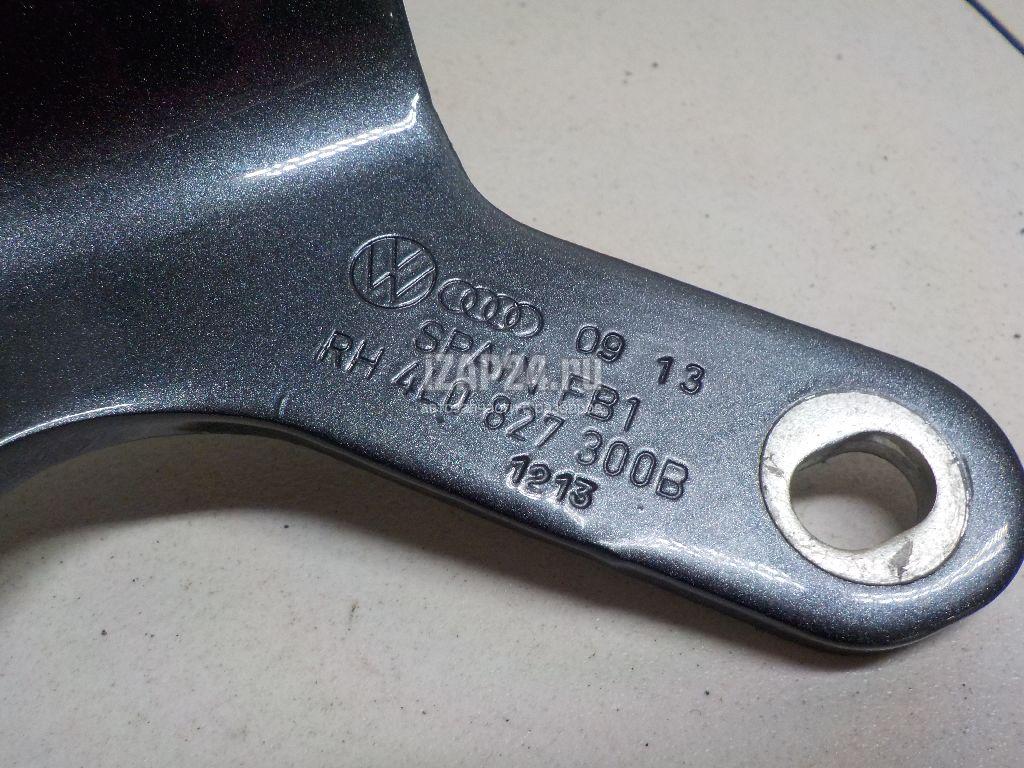 09 13
FB1
RH 4L0 827 300B
1213
IZAP24.ru